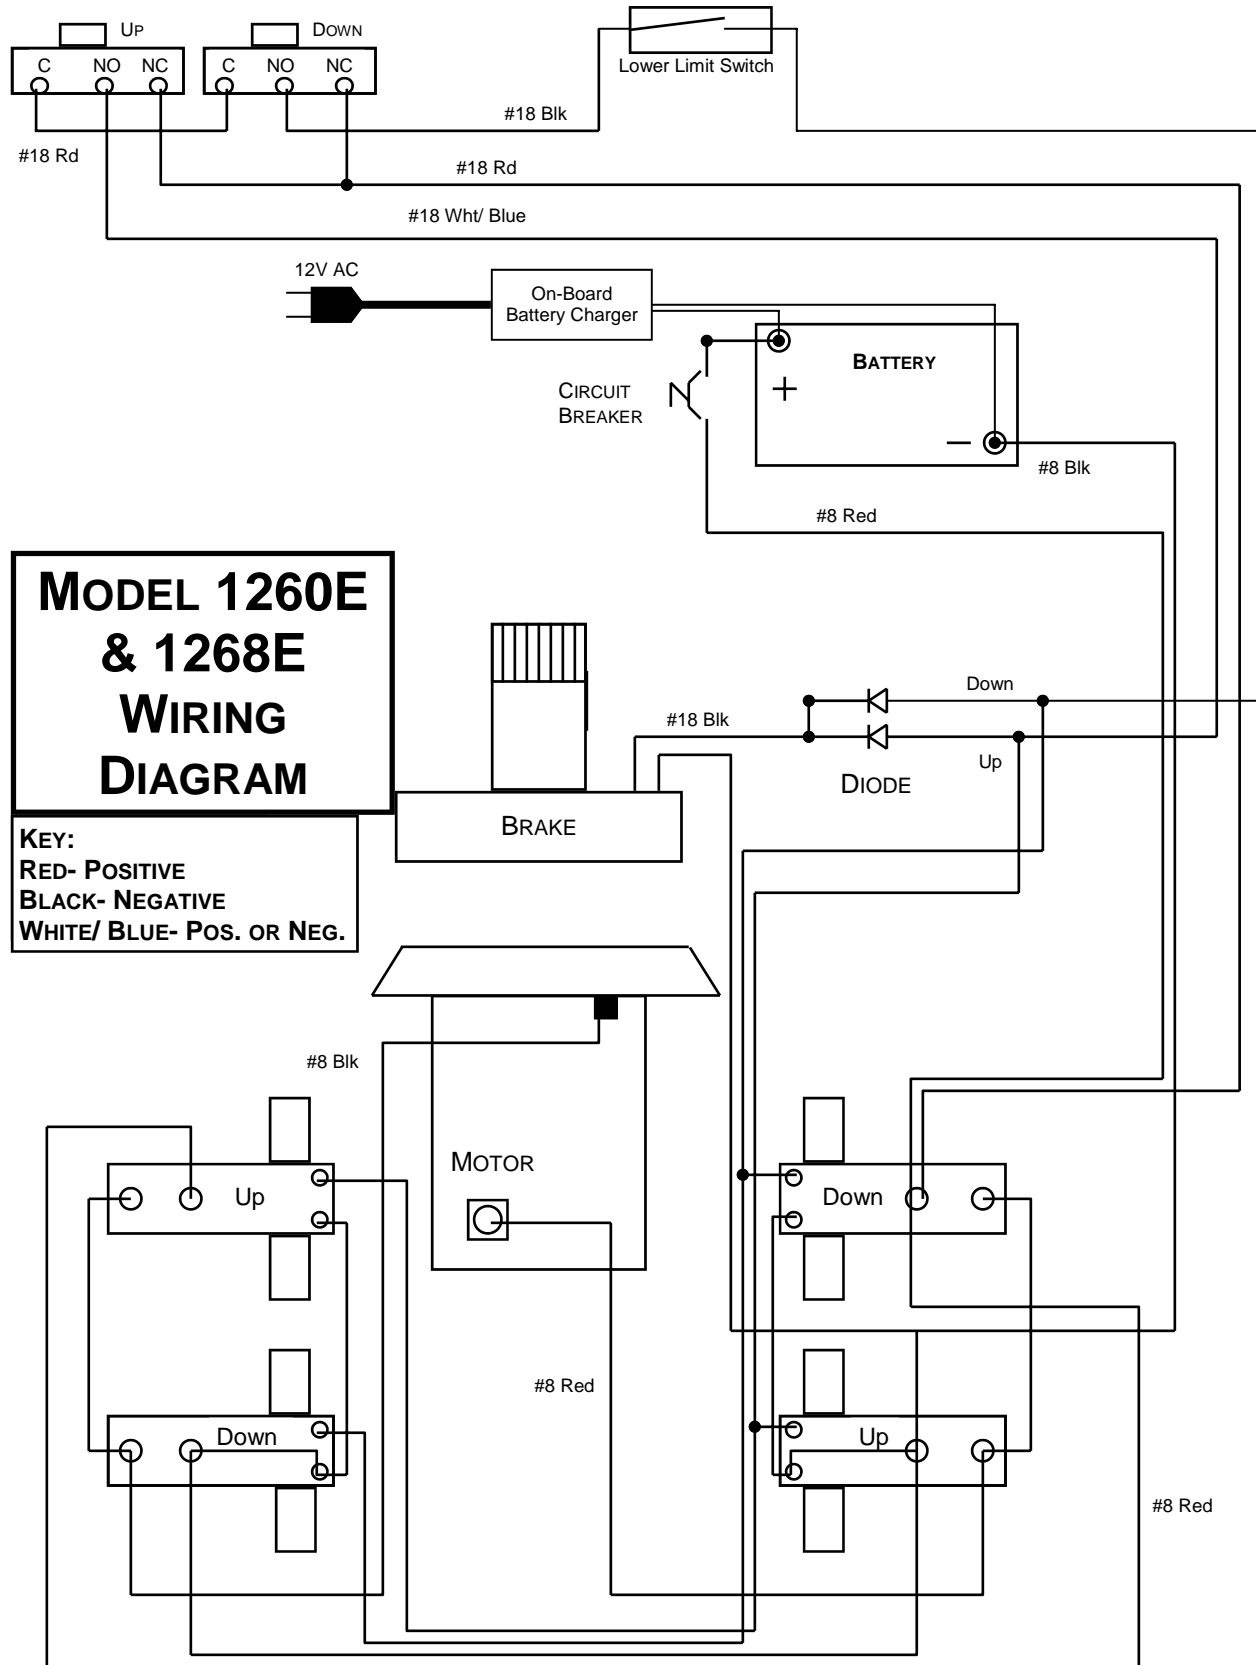 UP
DOWN
C NO NC
C NO NC
Lower Limit Switch
#18 Blk
#18 Rd
#18 Rd
#18 Wht/ Blue
12V AC
On-Board
Battery Charger
BATTERY
+
CIRCUIT
BREAKER
−
#8 Blk
#8 Red
MODEL 1260E
& 1268E
WIRING
DIAGRAM
Down
#18 Blk
Up
DIODE
BRAKE
KEY:
RED- POSITIVE
BLACK- NEGATIVE
WHITE/ BLUE- POS. OR NEG.
#8 Blk
MOTOR
Up
Down
#8 Red
Down
Up
#8 Red